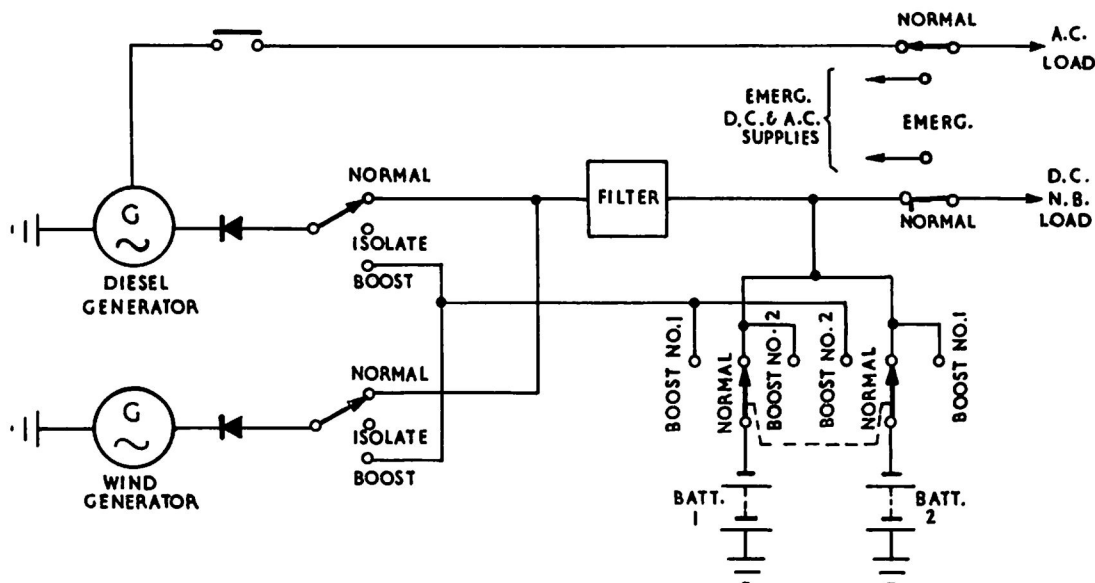 NORMAL
A.C.
LOAD
EMERG.
D.C. & A.C.
SUPPLIES
EMERG.
D.C.
N.B.
LOAD
NORMAL
NORMAL
FILTER
ISOLATE
BOOST
G
DIESEL
GENERATOR
NORMAL
ISOLATE
BOOST
G
WIND
GENERATOR
BOOST NO.1
NORMAL
BOOST NO. 2
BOOST NO. 2
NORMAL
BOOST NO.1
BATT.
1
BATT.
2